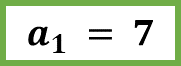 a₁ = 7